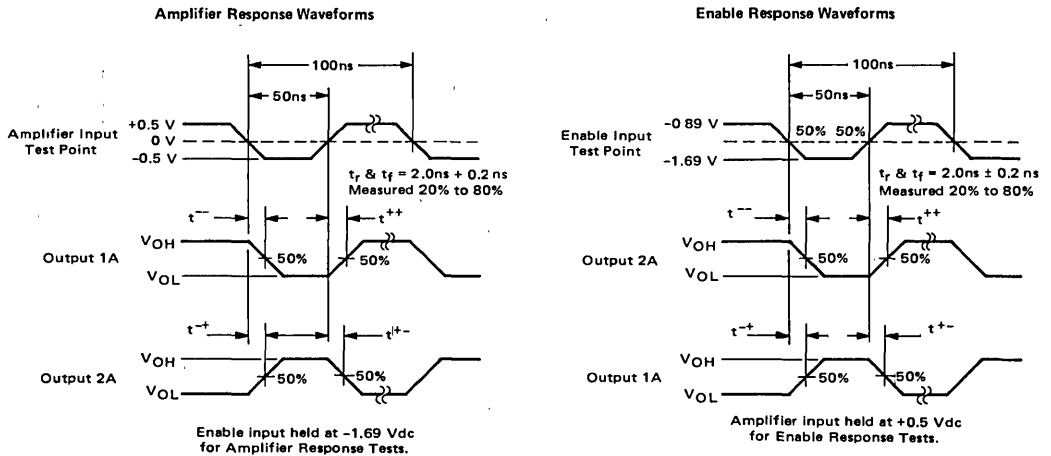 Amplifier Response Waveforms
100ns
50ns
Amplifier Input
Test Point
+0.5 V
0 V
-0.5 V
tr & tf = 2.0ns + 0.2 ns
Measured 20% to 80%
t-- t++
Output 1A
VOH
VOL
50% 50%
t-+ t+-
Output 2A
VOH
VOL
50% 50%
Enable input held at -1.69 Vdc
for Amplifier Response Tests.
Enable Response Waveforms
100ns
50ns
Enable Input
Test Point
-0.89 V
50% 50%
-1.69 V
tr & tf = 2.0ns ± 0.2 ns
Measured 20% to 80%
t-- t++
Output 2A
VOH
VOL
50% 50%
t-+ t+-
Output 1A
VOH
VOL
50% 50%
Amplifier input held at +0.5 Vdc
for Enable Response Tests.